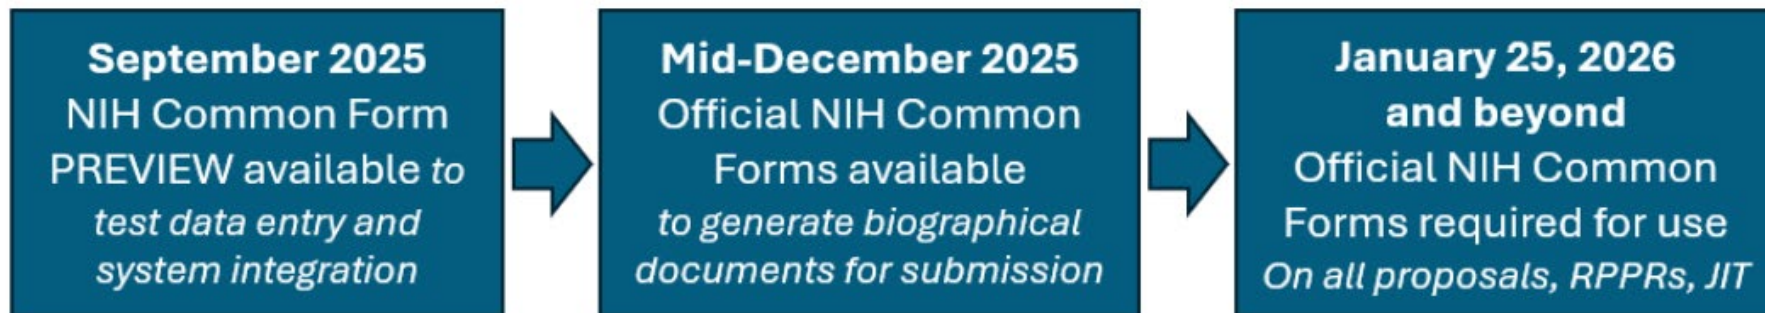 September 2025
NIH Common Form
PREVIEW available to
test data entry and
system integration
Mid-December 2025
Official NIH Common
Forms available
to generate biographical
documents for submission
January 25, 2026
and beyond
Official NIH Common
Forms required for use
On all proposals, RPPRs, JIT